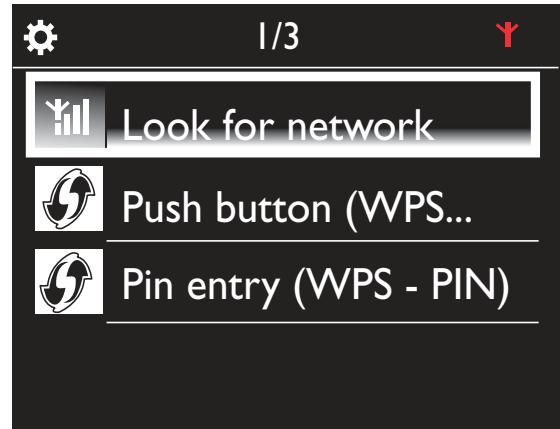 1/3
Look for network
Push button (WPS...
Pin entry (WPS - PIN)